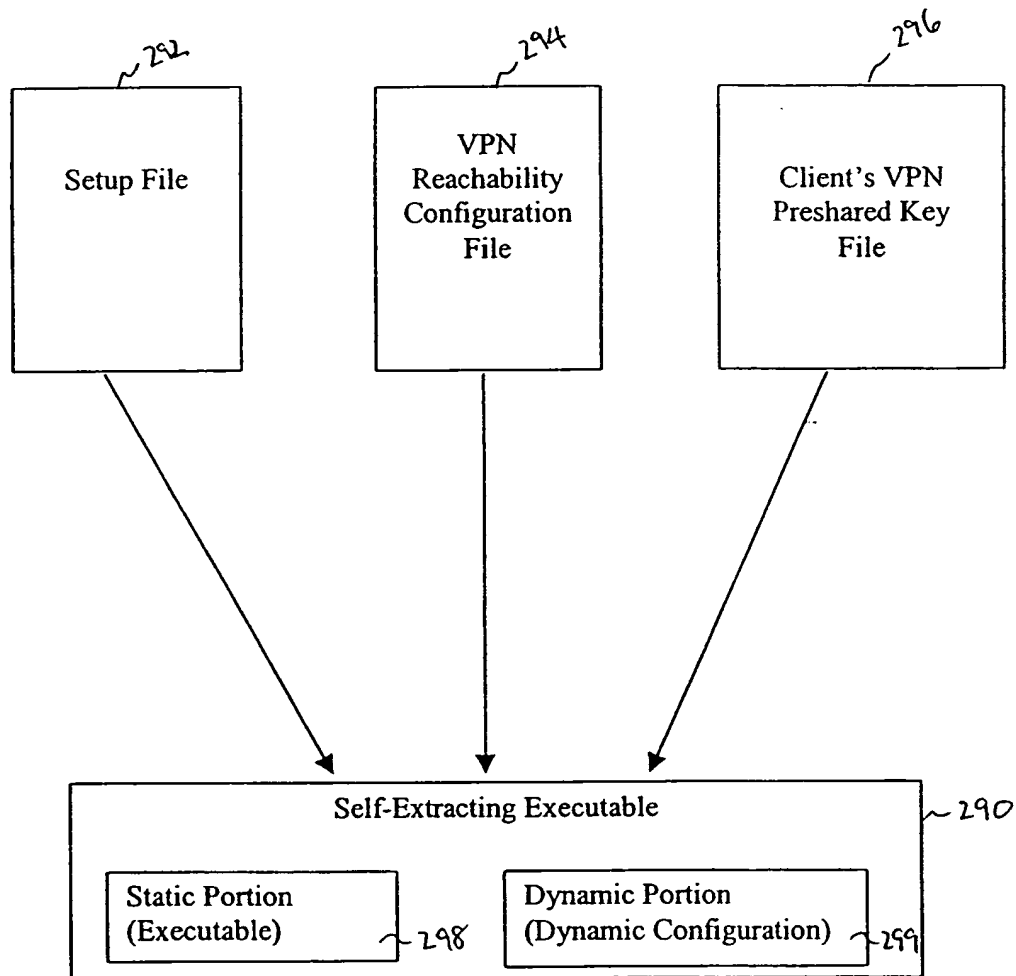 292
294
296
Setup File
VPN
Reachability
Configuration
File
Client's VPN
Preshared Key
File
Self-Extracting Executable
290
Static Portion
(Executable)
298
Dynamic Portion
(Dynamic Configuration)
299